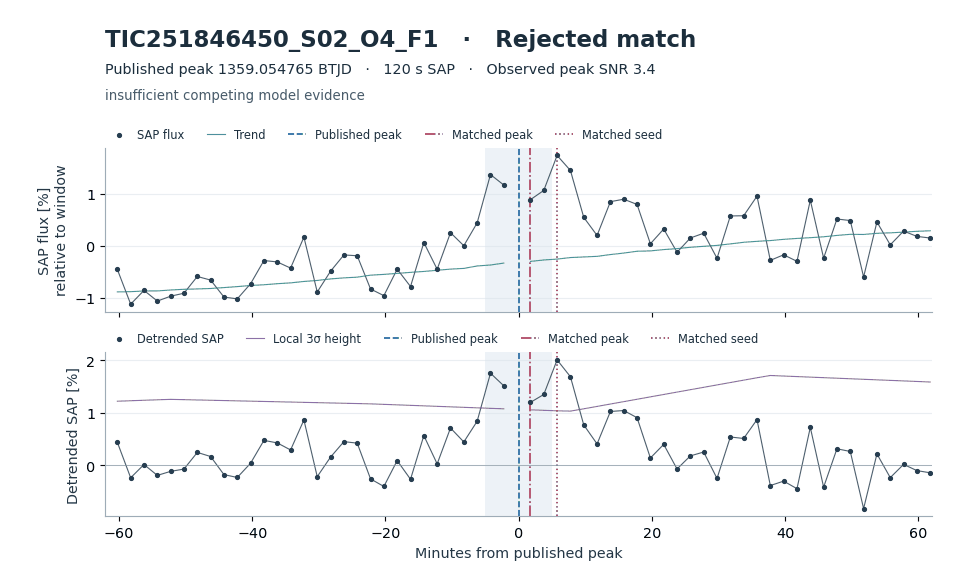 TIC251846450_S02_O4_F1 · Rejected match
Published peak 1359.054765 BTJD · 120 s SAP · Observed peak SNR 3.4
insufficient competing model evidence
SAP flux Trend Published peak Matched peak Matched seed
SAP flux [%]
relative to window
1
0
−1
Detrended SAP Local 3σ height Published peak Matched peak Matched seed
Detrended SAP [%]
2
1
0
−60 −40 −20 0 20 40 60
Minutes from published peak